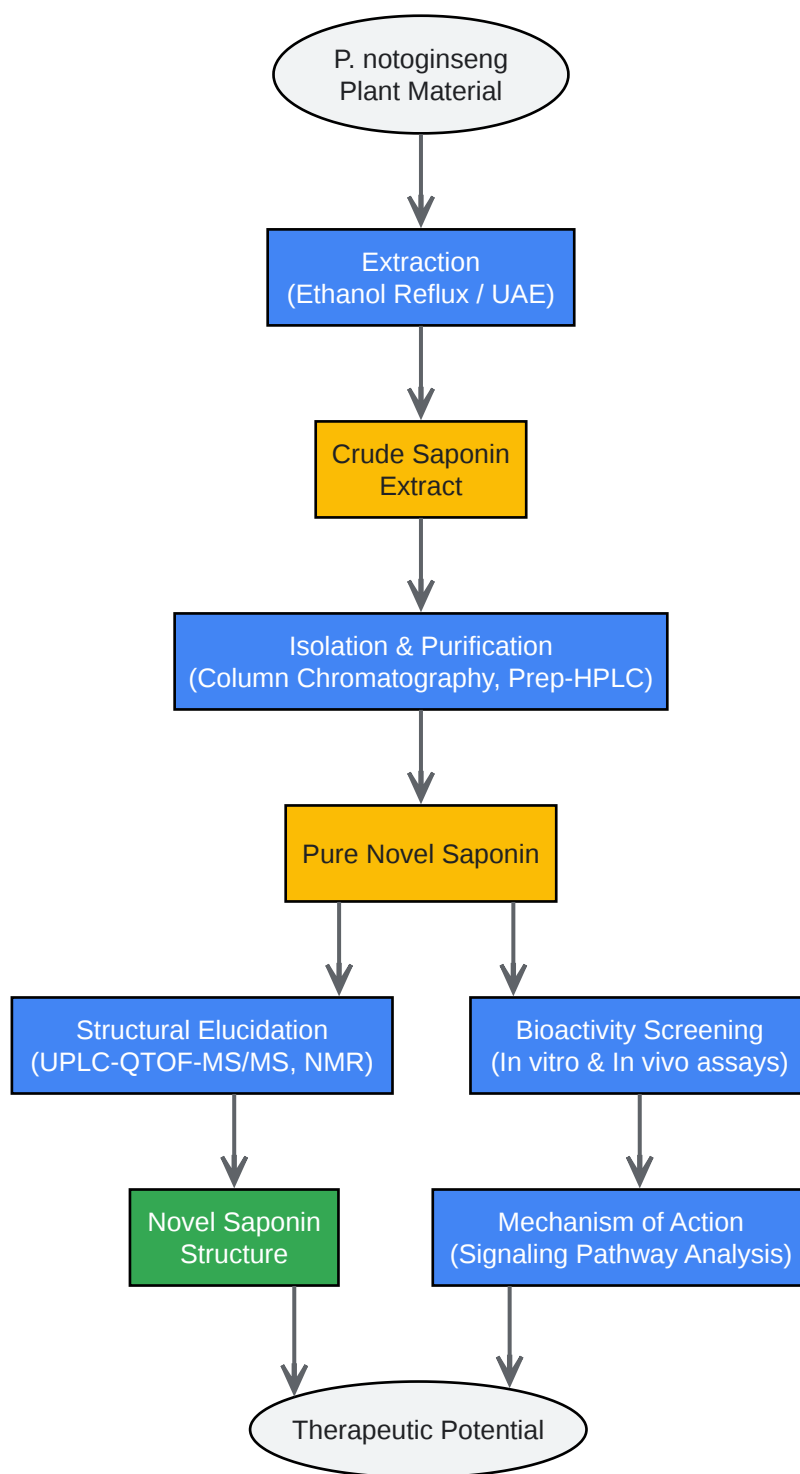 P. notoginseng
Plant Material
Extraction
(Ethanol Reflux / UAE)
Crude Saponin
Extract
Isolation & Purification
(Column Chromatography, Prep-HPLC)
Pure Novel Saponin
Structural Elucidation
(UPLC-QTOF-MS/MS, NMR)
Bioactivity Screening
(In vitro & In vivo assays)
Novel Saponin
Structure
Mechanism of Action
(Signaling Pathway Analysis)
Therapeutic Potential